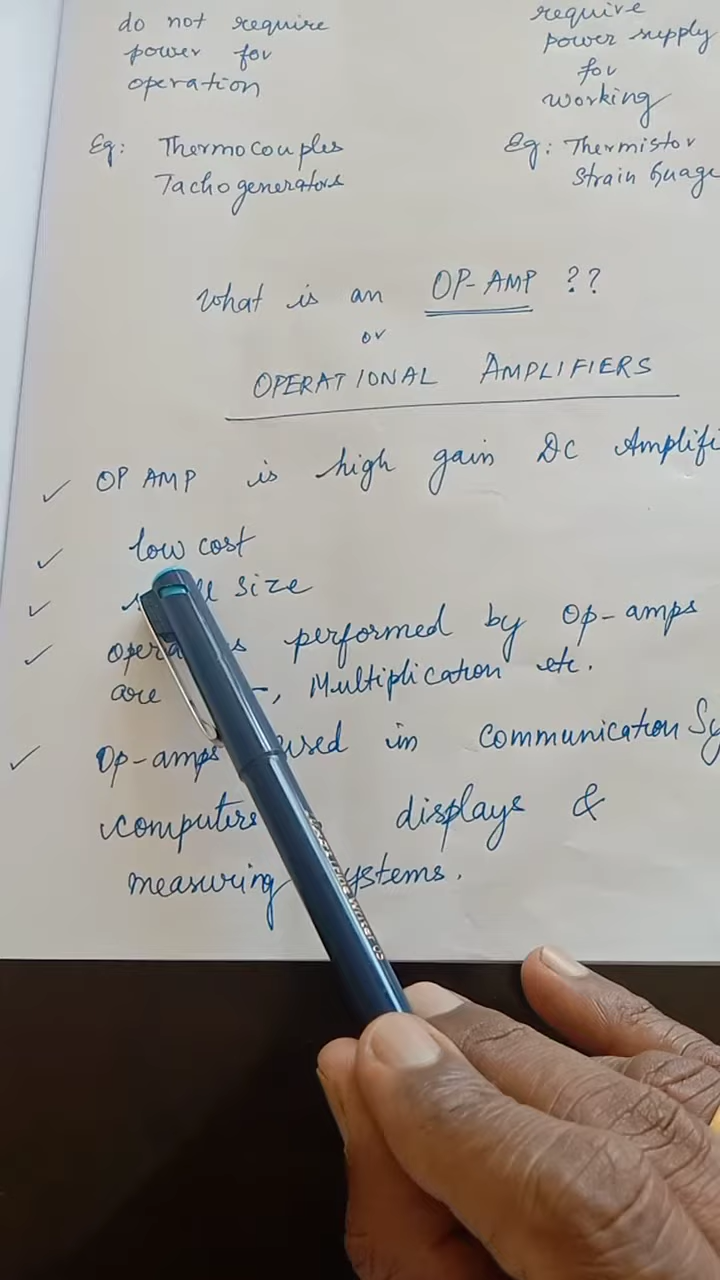 do not require
power for
operation
Eg: Thermocouples
Tachogenerators
require
power supply
for
working
Eg: Thermistor
Strain Guage
What is an OP-AMP ??
or
OPERATIONAL AMPLIFIERS
✓ OP AMP is high gain DC Amplifi
✓ low cost
✓ size
✓ performed by Op-amps
are -, Multiplication etc.
✓ Op-amps used in communication Sy
computers displays &
measuring systems.